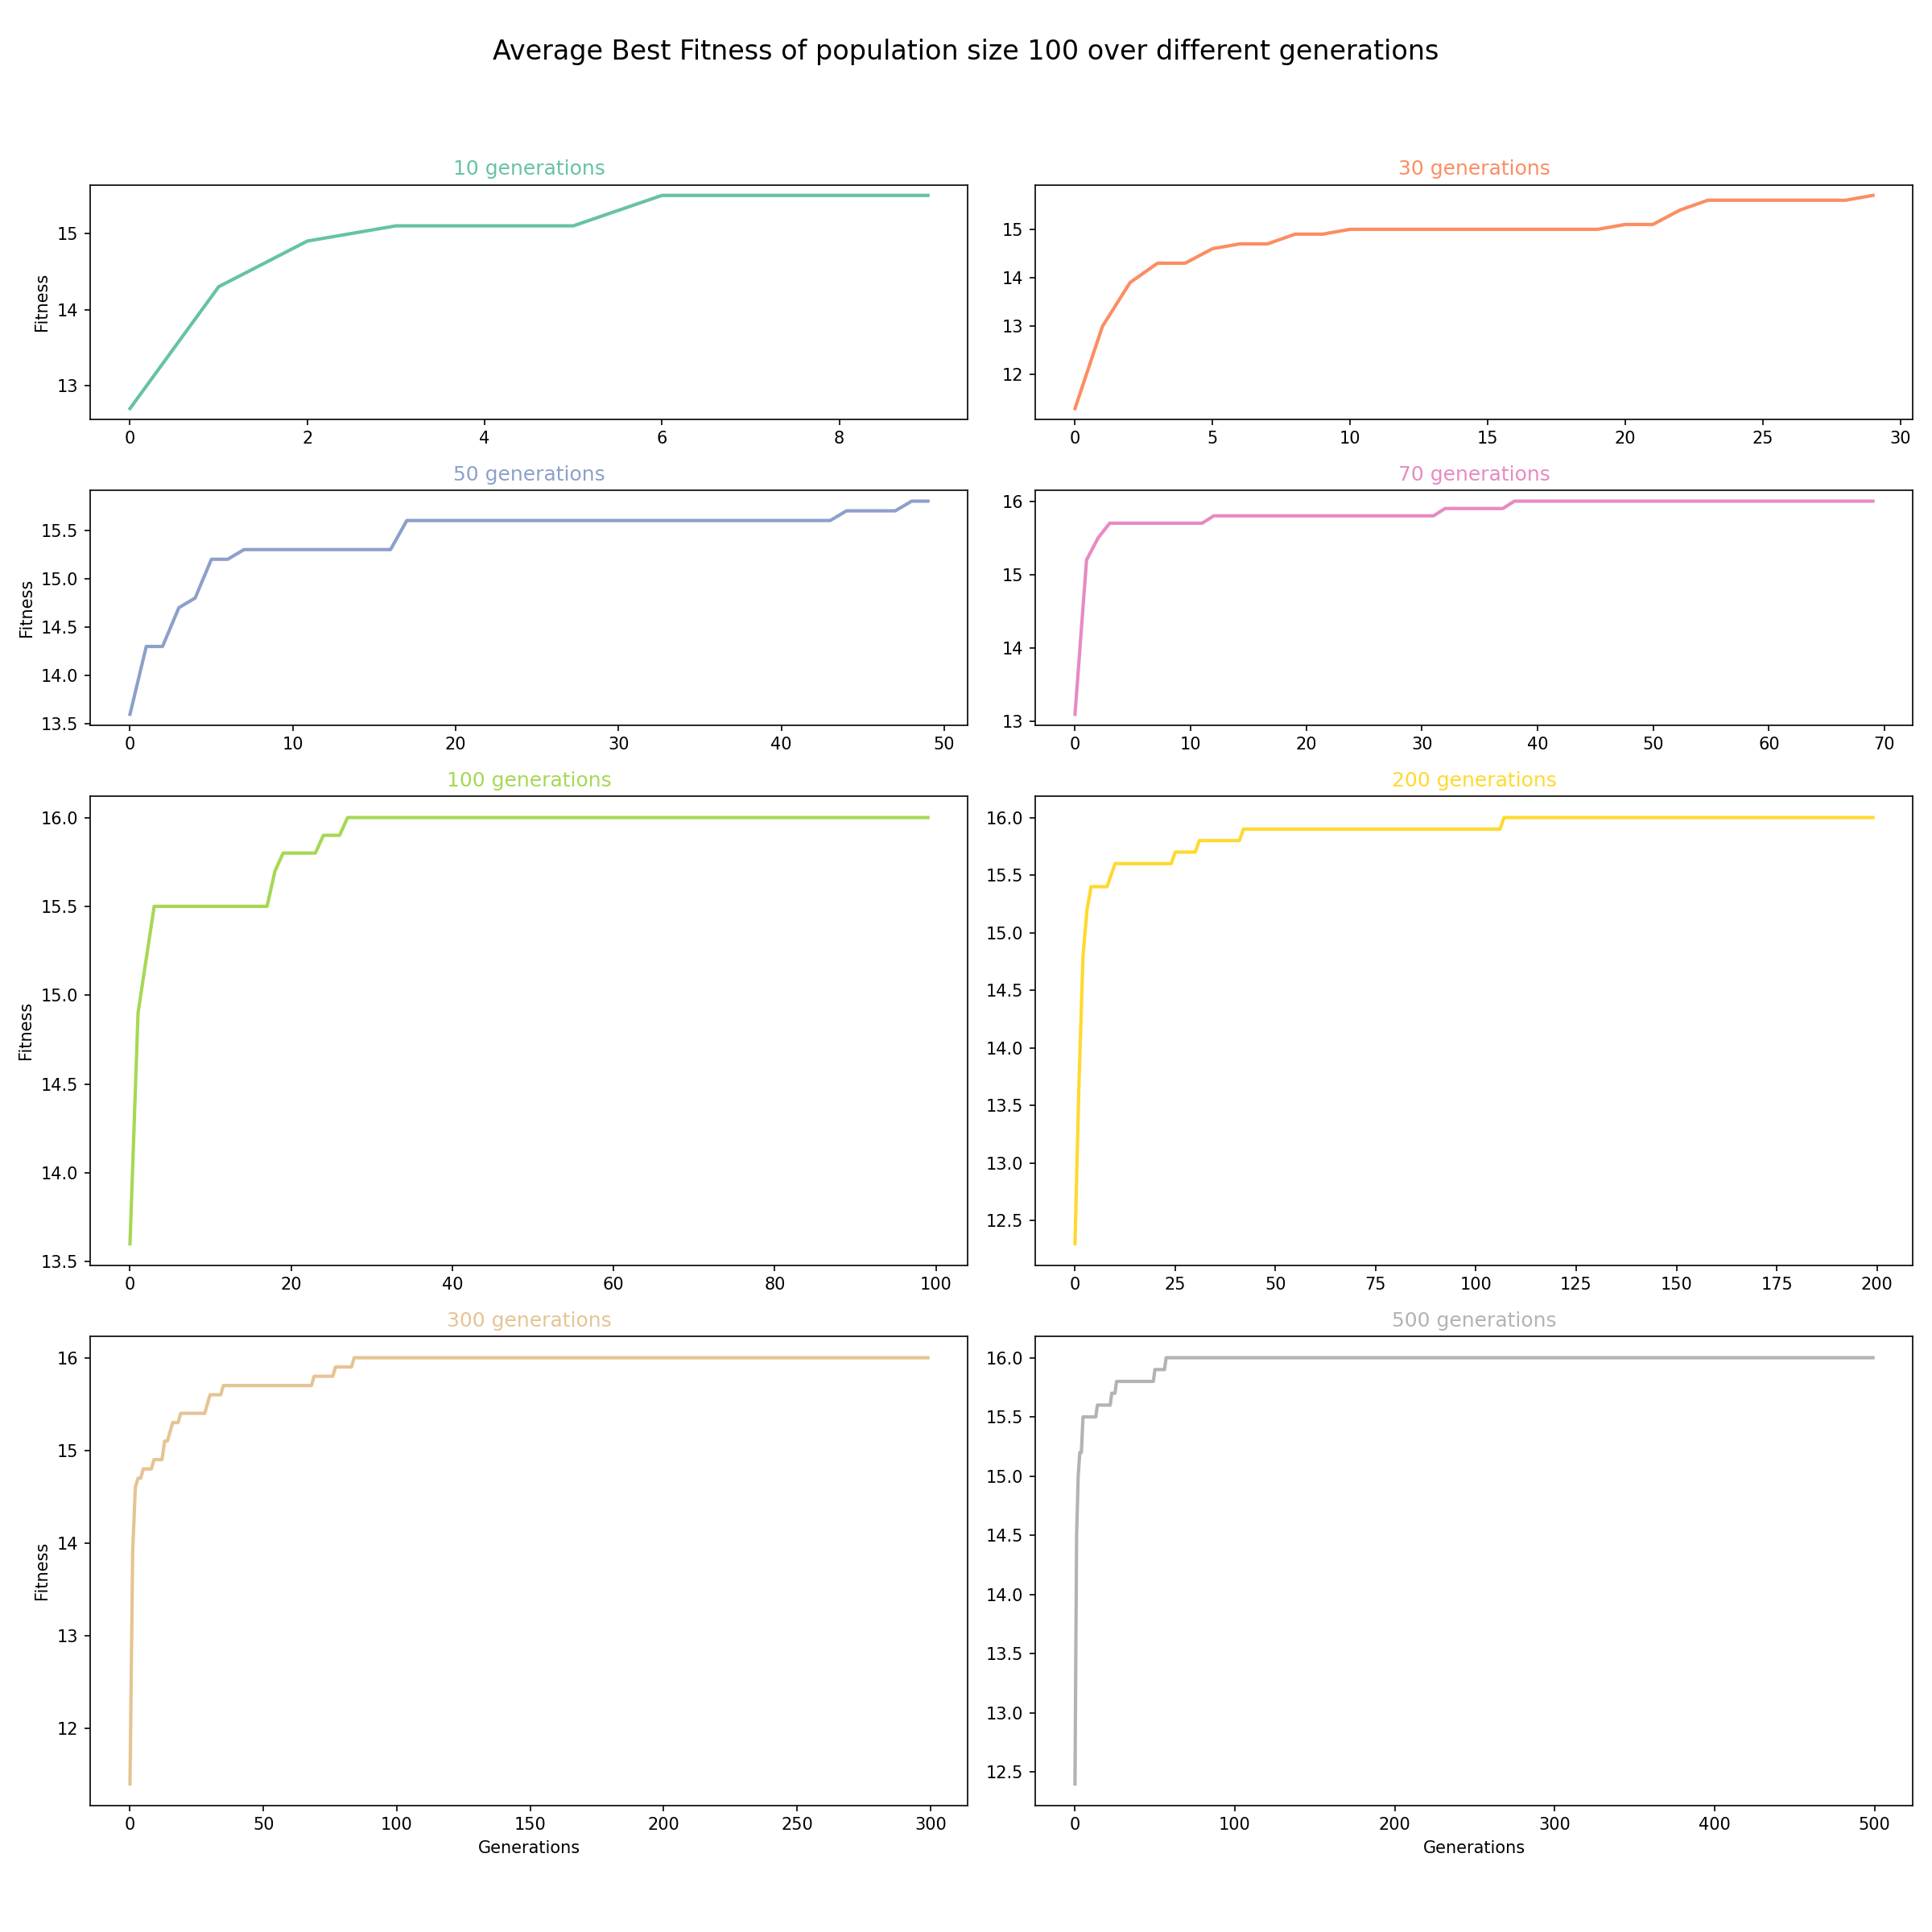 Average Best Fitness of population size 100 over different generations
10 generations
Fitness
15
14
13
0 2 4 6 8
30 generations
15
14
13
12
0 5 10 15 20 25 30
50 generations
Fitness
15.5
15.0
14.5
14.0
13.5
0 10 20 30 40 50
70 generations
16
15
14
13
0 10 20 30 40 50 60 70
100 generations
Fitness
16.0
15.5
15.0
14.5
14.0
13.5
0 20 40 60 80 100
200 generations
16.0
15.5
15.0
14.5
14.0
13.5
13.0
12.5
0 25 50 75 100 125 150 175 200
300 generations
Fitness
16
15
14
13
12
0 50 100 150 200 250 300
Generations
500 generations
16.0
15.5
15.0
14.5
14.0
13.5
13.0
12.5
0 100 200 300 400 500
Generations